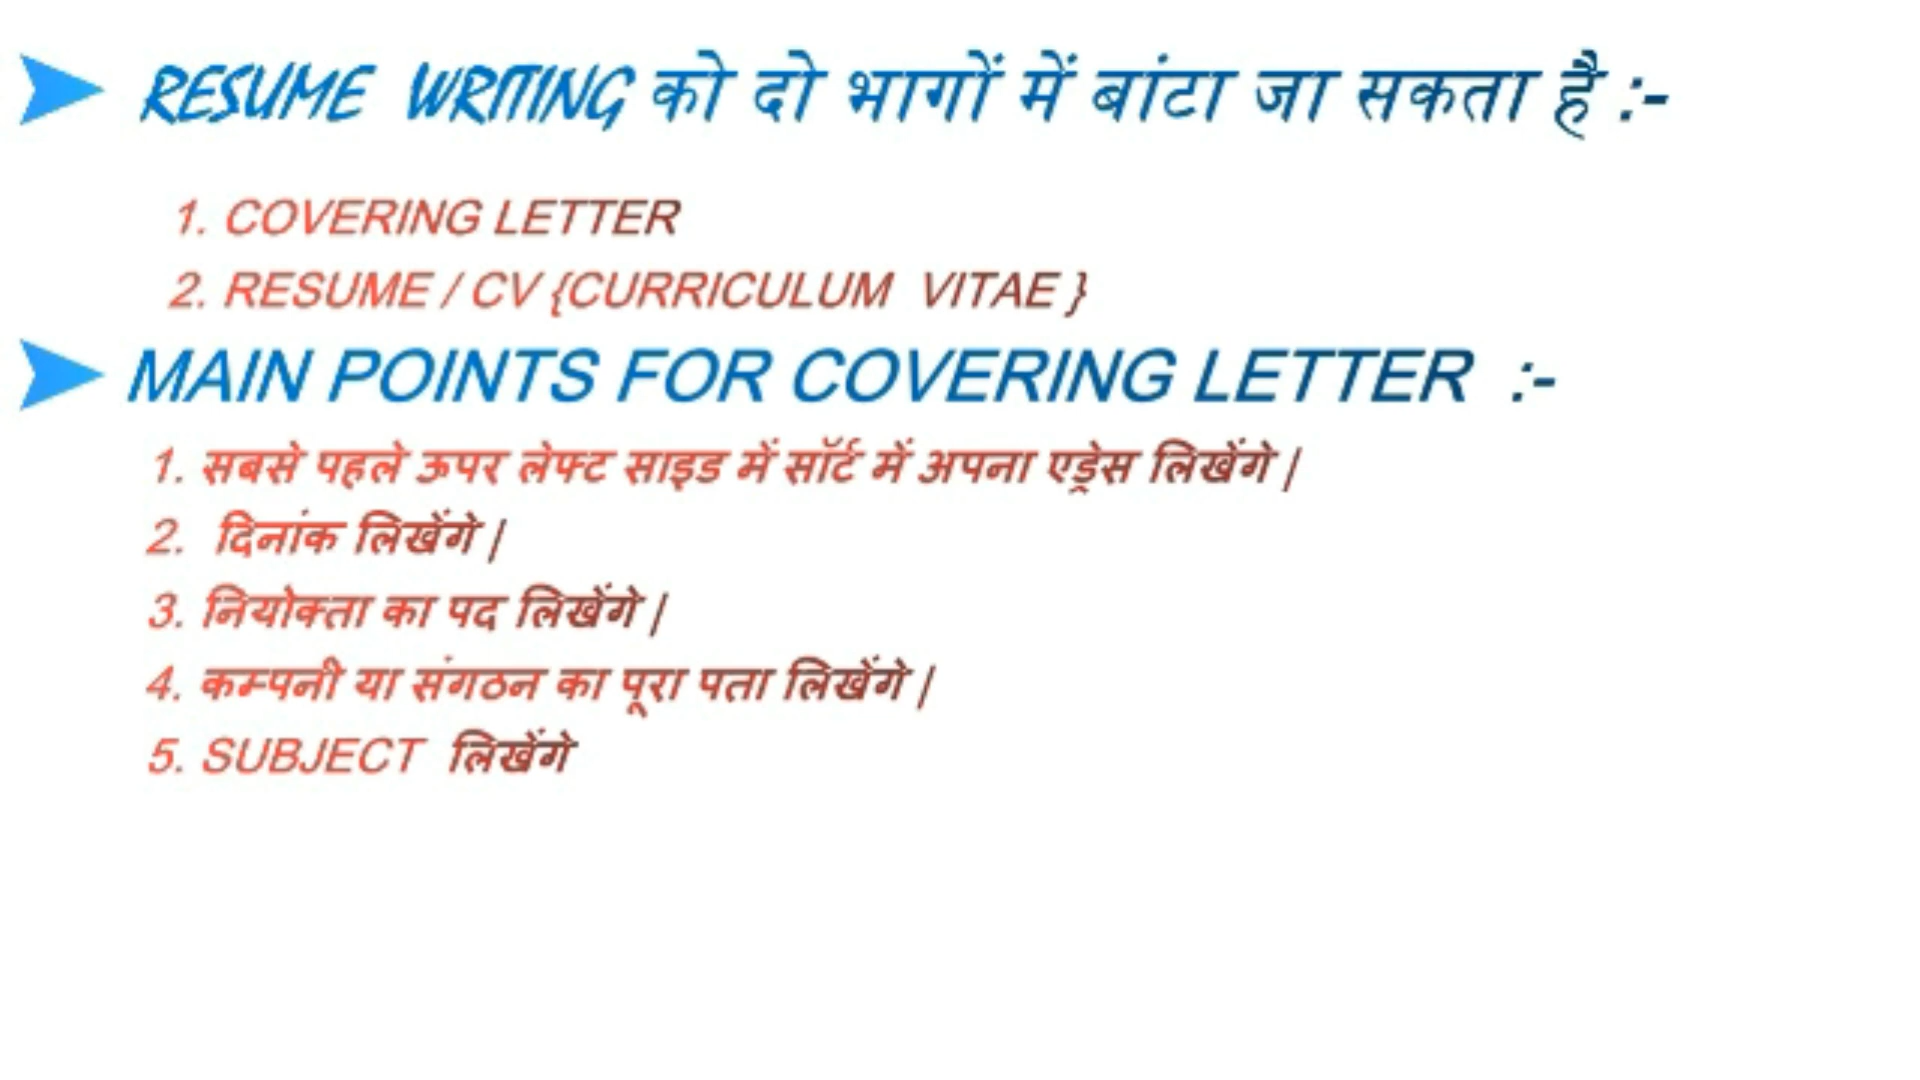 RESUME WRITING को दो भागों में बांटा जा सकता है :-
1. COVERING LETTER
2. RESUME / CV {CURRICULUM VITAE }
MAIN POINTS FOR COVERING LETTER :-
1. सबसे पहले ऊपर लेफ्ट साइड में सॉर्ट में अपना एड्रेस लिखेंगे |
2. दिनांक लिखेंगे |
3. नियोक्ता का पद लिखेंगे |
4. कम्पनी या संगठन का पूरा पता लिखेंगे |
5. SUBJECT लिखेंगे